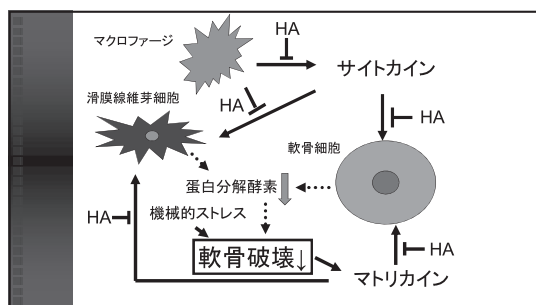 HA
マクロファージ
サイトカイン
HA
滑膜線維芽細胞
HA
軟骨細胞
蛋白分解酵素
機械的ストレス
HA
軟骨破壊↓
HA
マトリカイン